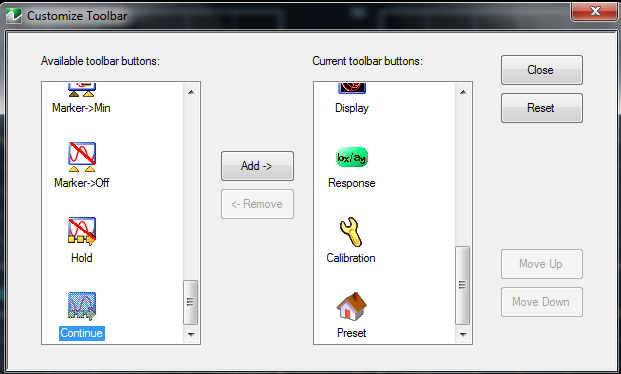 Customize Toolbar
Available toolbar buttons:
Current toolbar buttons:
Close
Reset
Marker->Min
Marker->Off
Hold
Continue
Add ->
<- Remove
Display
bx/ay
Response
Calibration
Preset
Move Up
Move Down